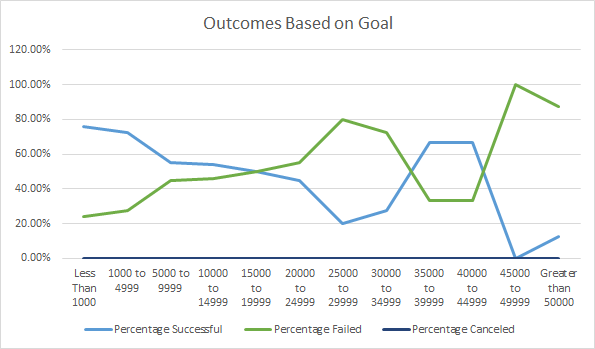 Outcomes Based on Goal
120.00%
100.00%
80.00%
60.00%
40.00%
20.00%
0.00%
Less Than 1000
1000 to 4999
5000 to 9999
10000 to 14999
15000 to 19999
20000 to 24999
25000 to 29999
30000 to 34999
35000 to 39999
40000 to 44999
45000 to 49999
Greater than 50000
Percentage Successful
Percentage Failed
Percentage Canceled